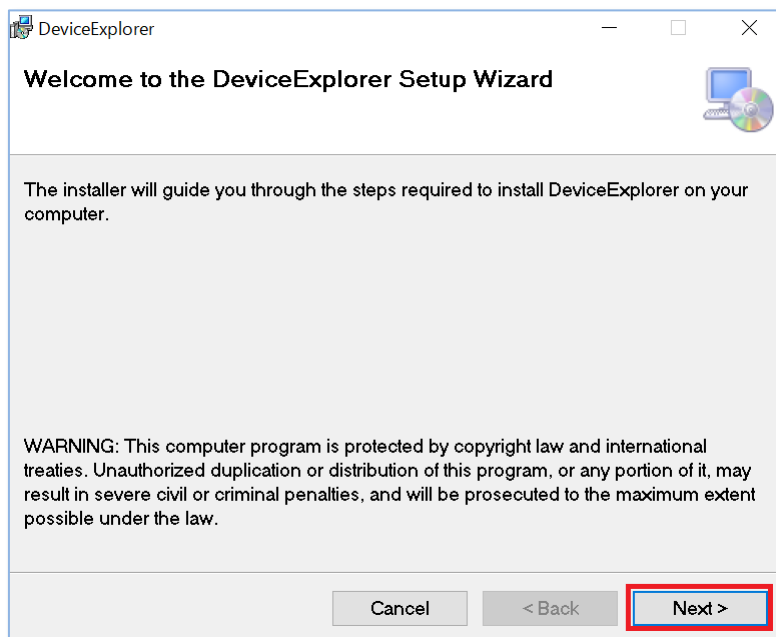 DeviceExplorer
Welcome to the DeviceExplorer Setup Wizard
The installer will guide you through the steps required to install DeviceExplorer on your
computer.
WARNING: This computer program is protected by copyright law and international
treaties. Unauthorized duplication or distribution of this program, or any portion of it, may
result in severe civil or criminal penalties, and will be prosecuted to the maximum extent
possible under the law.
Cancel < Back Next >